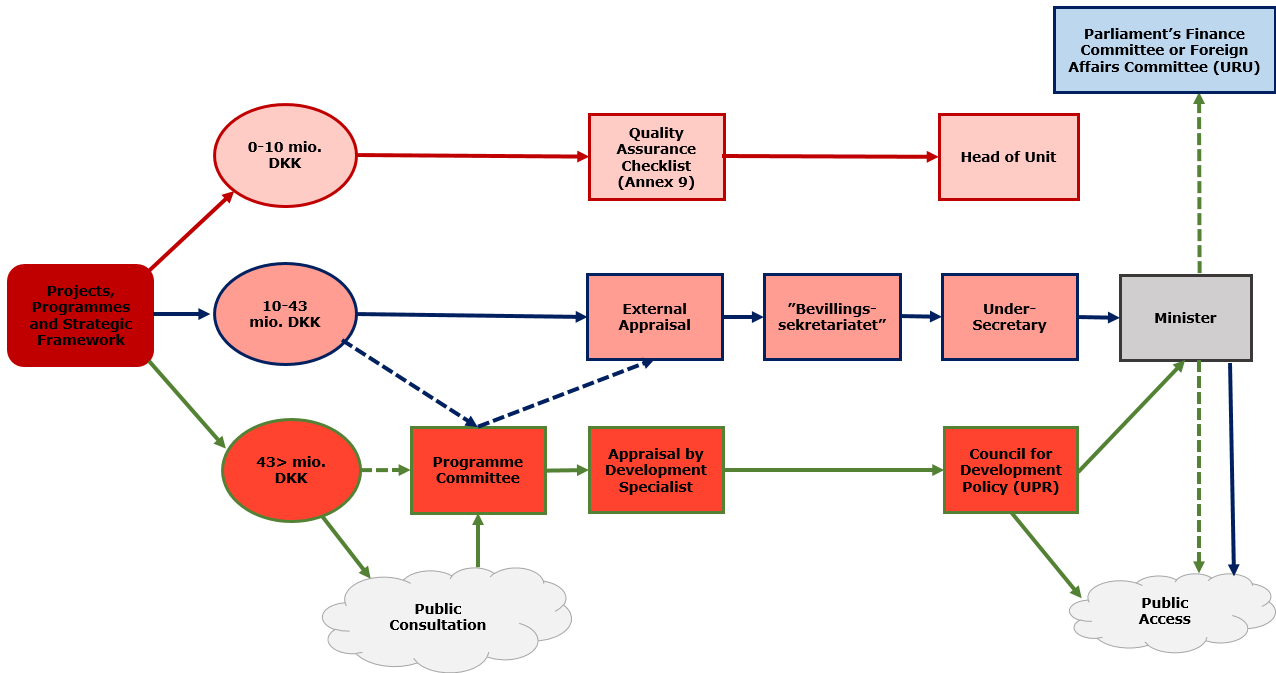 Parliament's Finance
Committee or Foreign
Affairs Committee (URU)
0-10 mio.
DKK
Quality
Assurance
Checklist
(Annex 9)
Head of Unit
Projects,
Programmes
and Strategic
Framework
10-43
mio. DKK
External
Appraisal
”Bevillings-
sekretariatet”
Under-
Secretary
Minister
43> mio.
DKK
Programme
Committee
Appraisal by
Development
Specialist
Council for
Development
Policy (UPR)
Public
Consultation
Public
Access